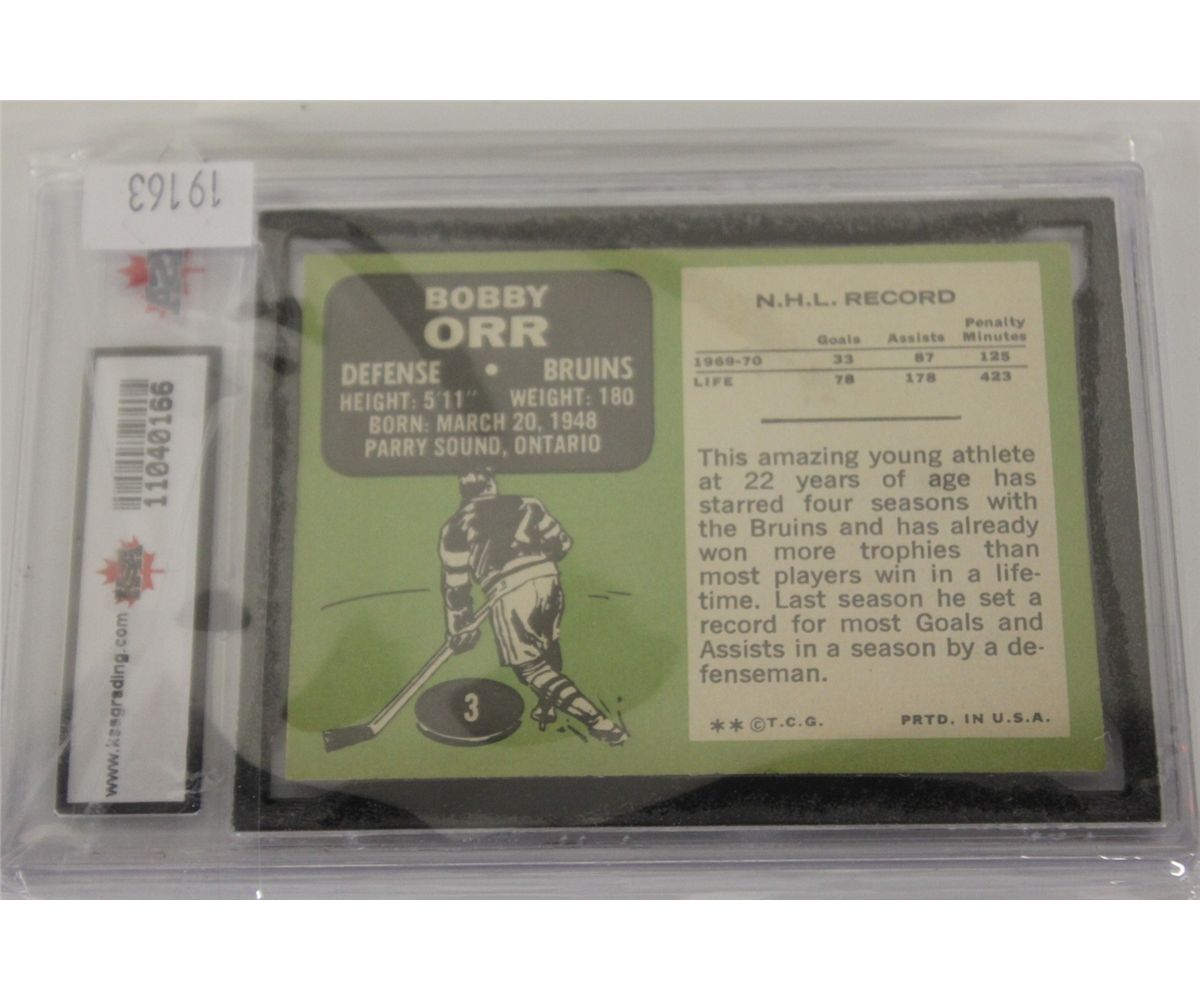 19163
KSA
11040166
KSA
www.ksagrading.com
BOBBY
ORR
DEFENSE • BRUINS
HEIGHT: 5'11" WEIGHT: 180
BORN: MARCH 20, 1948
PARRY SOUND, ONTARIO
3
N.H.L. RECORD
Goals Assists Penalty Minutes
1969-70 33 87 125
LIFE 78 178 423
This amazing young athlete
at 22 years of age has
starred four seasons with
the Bruins and has already
won more trophies than
most players win in a life-
time. Last season he set a
record for most Goals and
Assists in a season by a de-
fenseman.
** © T.C.G. PRTD. IN U.S.A.